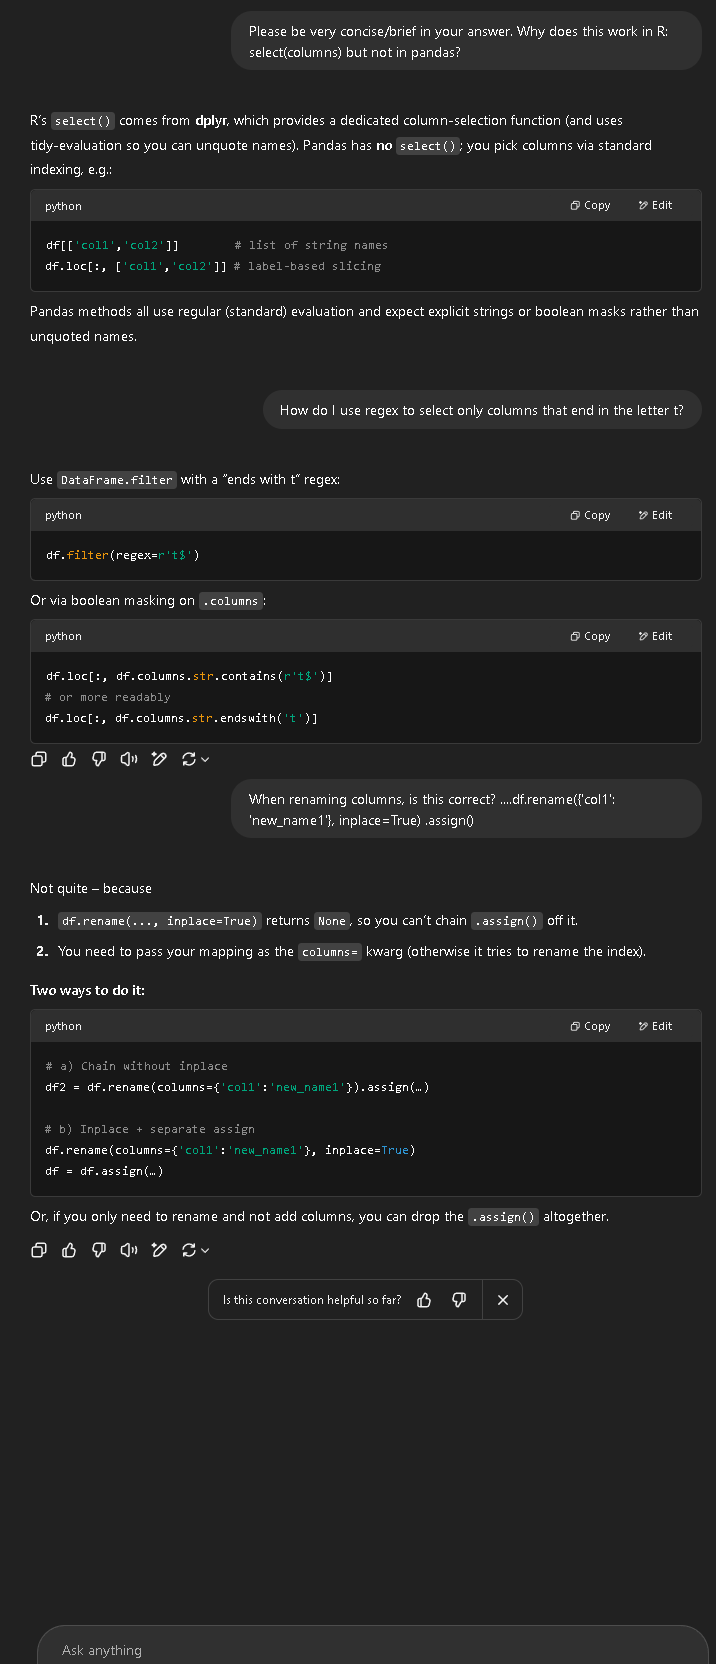 Please be very concise/brief in your answer. Why does this work in R:
select(columns) but not in pandas?
R's select() comes from dplyr, which provides a dedicated column-selection function (and uses
tidy-evaluation so you can unquote names). Pandas has no select(); you pick columns via standard
indexing, e.g.:
python Copy Edit
df[['col1','col2']] # list of string names
df.loc[:, ['col1','col2']] # label-based slicing
Pandas methods all use regular (standard) evaluation and expect explicit strings or boolean masks rather than
unquoted names.
How do I use regex to select only columns that end in the letter t?
Use DataFrame.filter with a "ends with t" regex:
python Copy Edit
df.filter(regex=r't$')
Or via boolean masking on .columns:
python Copy Edit
df.loc[:, df.columns.str.contains(r't$')]
# or more readably
df.loc[:, df.columns.str.endswith('t')]
When renaming columns, is this correct? ....df.rename({'col1':
'new_name1'}, inplace=True) .assign()
Not quite – because
1. df.rename(..., inplace=True) returns None, so you can't chain .assign() off it.
2. You need to pass your mapping as the columns= kwarg (otherwise it tries to rename the index).
Two ways to do it:
python Copy Edit
# a) Chain without inplace
df2 = df.rename(columns={'col1':'new_name1'}).assign(…)
# b) Inplace + separate assign
df.rename(columns={'col1':'new_name1'}, inplace=True)
df = df.assign(…)
Or, if you only need to rename and not add columns, you can drop the .assign() altogether.
Is this conversation helpful so far?
Ask anything